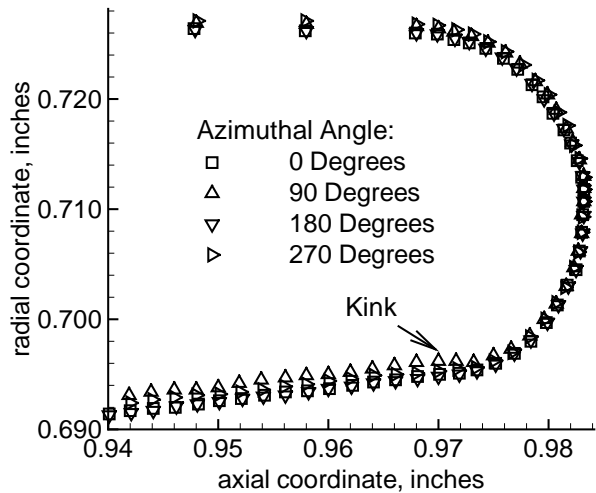 0.720
0.710
0.700
0.690
radial coordinate, inches
Azimuthal Angle:
0 Degrees
90 Degrees
180 Degrees
270 Degrees
Kink
0.94
0.95
0.96
0.97
0.98
axial coordinate, inches